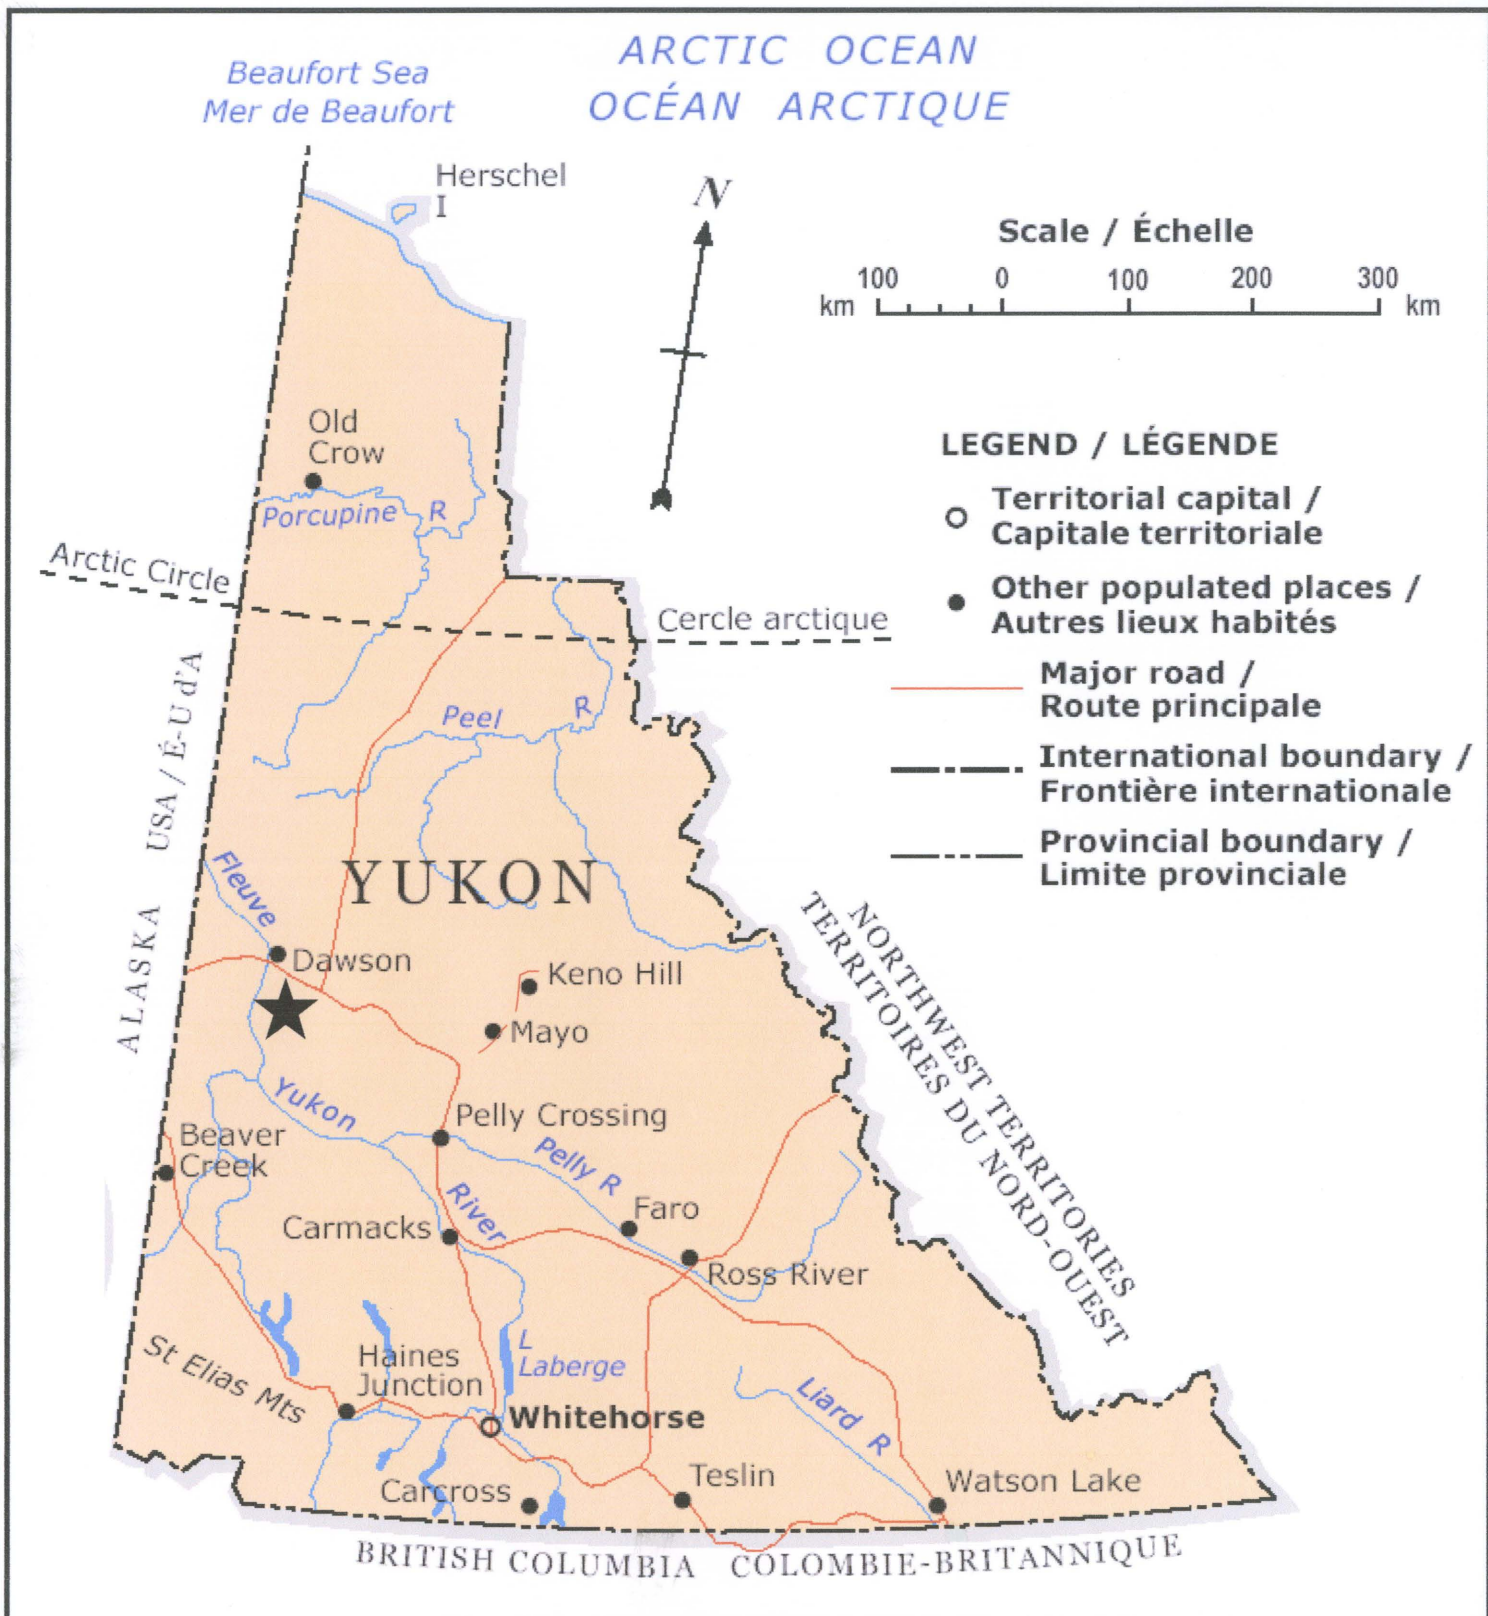 ARCTIC OCEAN
OCÉAN ARCTIQUE
Beaufort Sea
Mer de Beaufort
Herschel
I
N
Scale / Échelle
100 0 100 200 300
km km
Old
Crow
Porcupine R
Arctic Circle
Cercle arctique
LEGEND / LÉGENDE
Territorial capital /
Capitale territoriale
Other populated places /
Autres lieux habités
Major road /
Route principale
International boundary /
Frontière internationale
Provincial boundary /
Limite provinciale
Peel R
ALASKA USA / É-U d'A
YUKON
Fleuve
Dawson
Keno Hill
Mayo
NORTHWEST TERRITORIES
TERRITOIRES DU NORD-OUEST
Yukon
River
Pelly Crossing
Pelly R
Beaver
Creek
Carmacks
Faro
Ross River
St Elias Mts
Haines
Junction
L
Laberge
Whitehorse
Liard R
Carcross
Teslin
Watson Lake
BRITISH COLUMBIA COLOMBIE-BRITANNIQUE